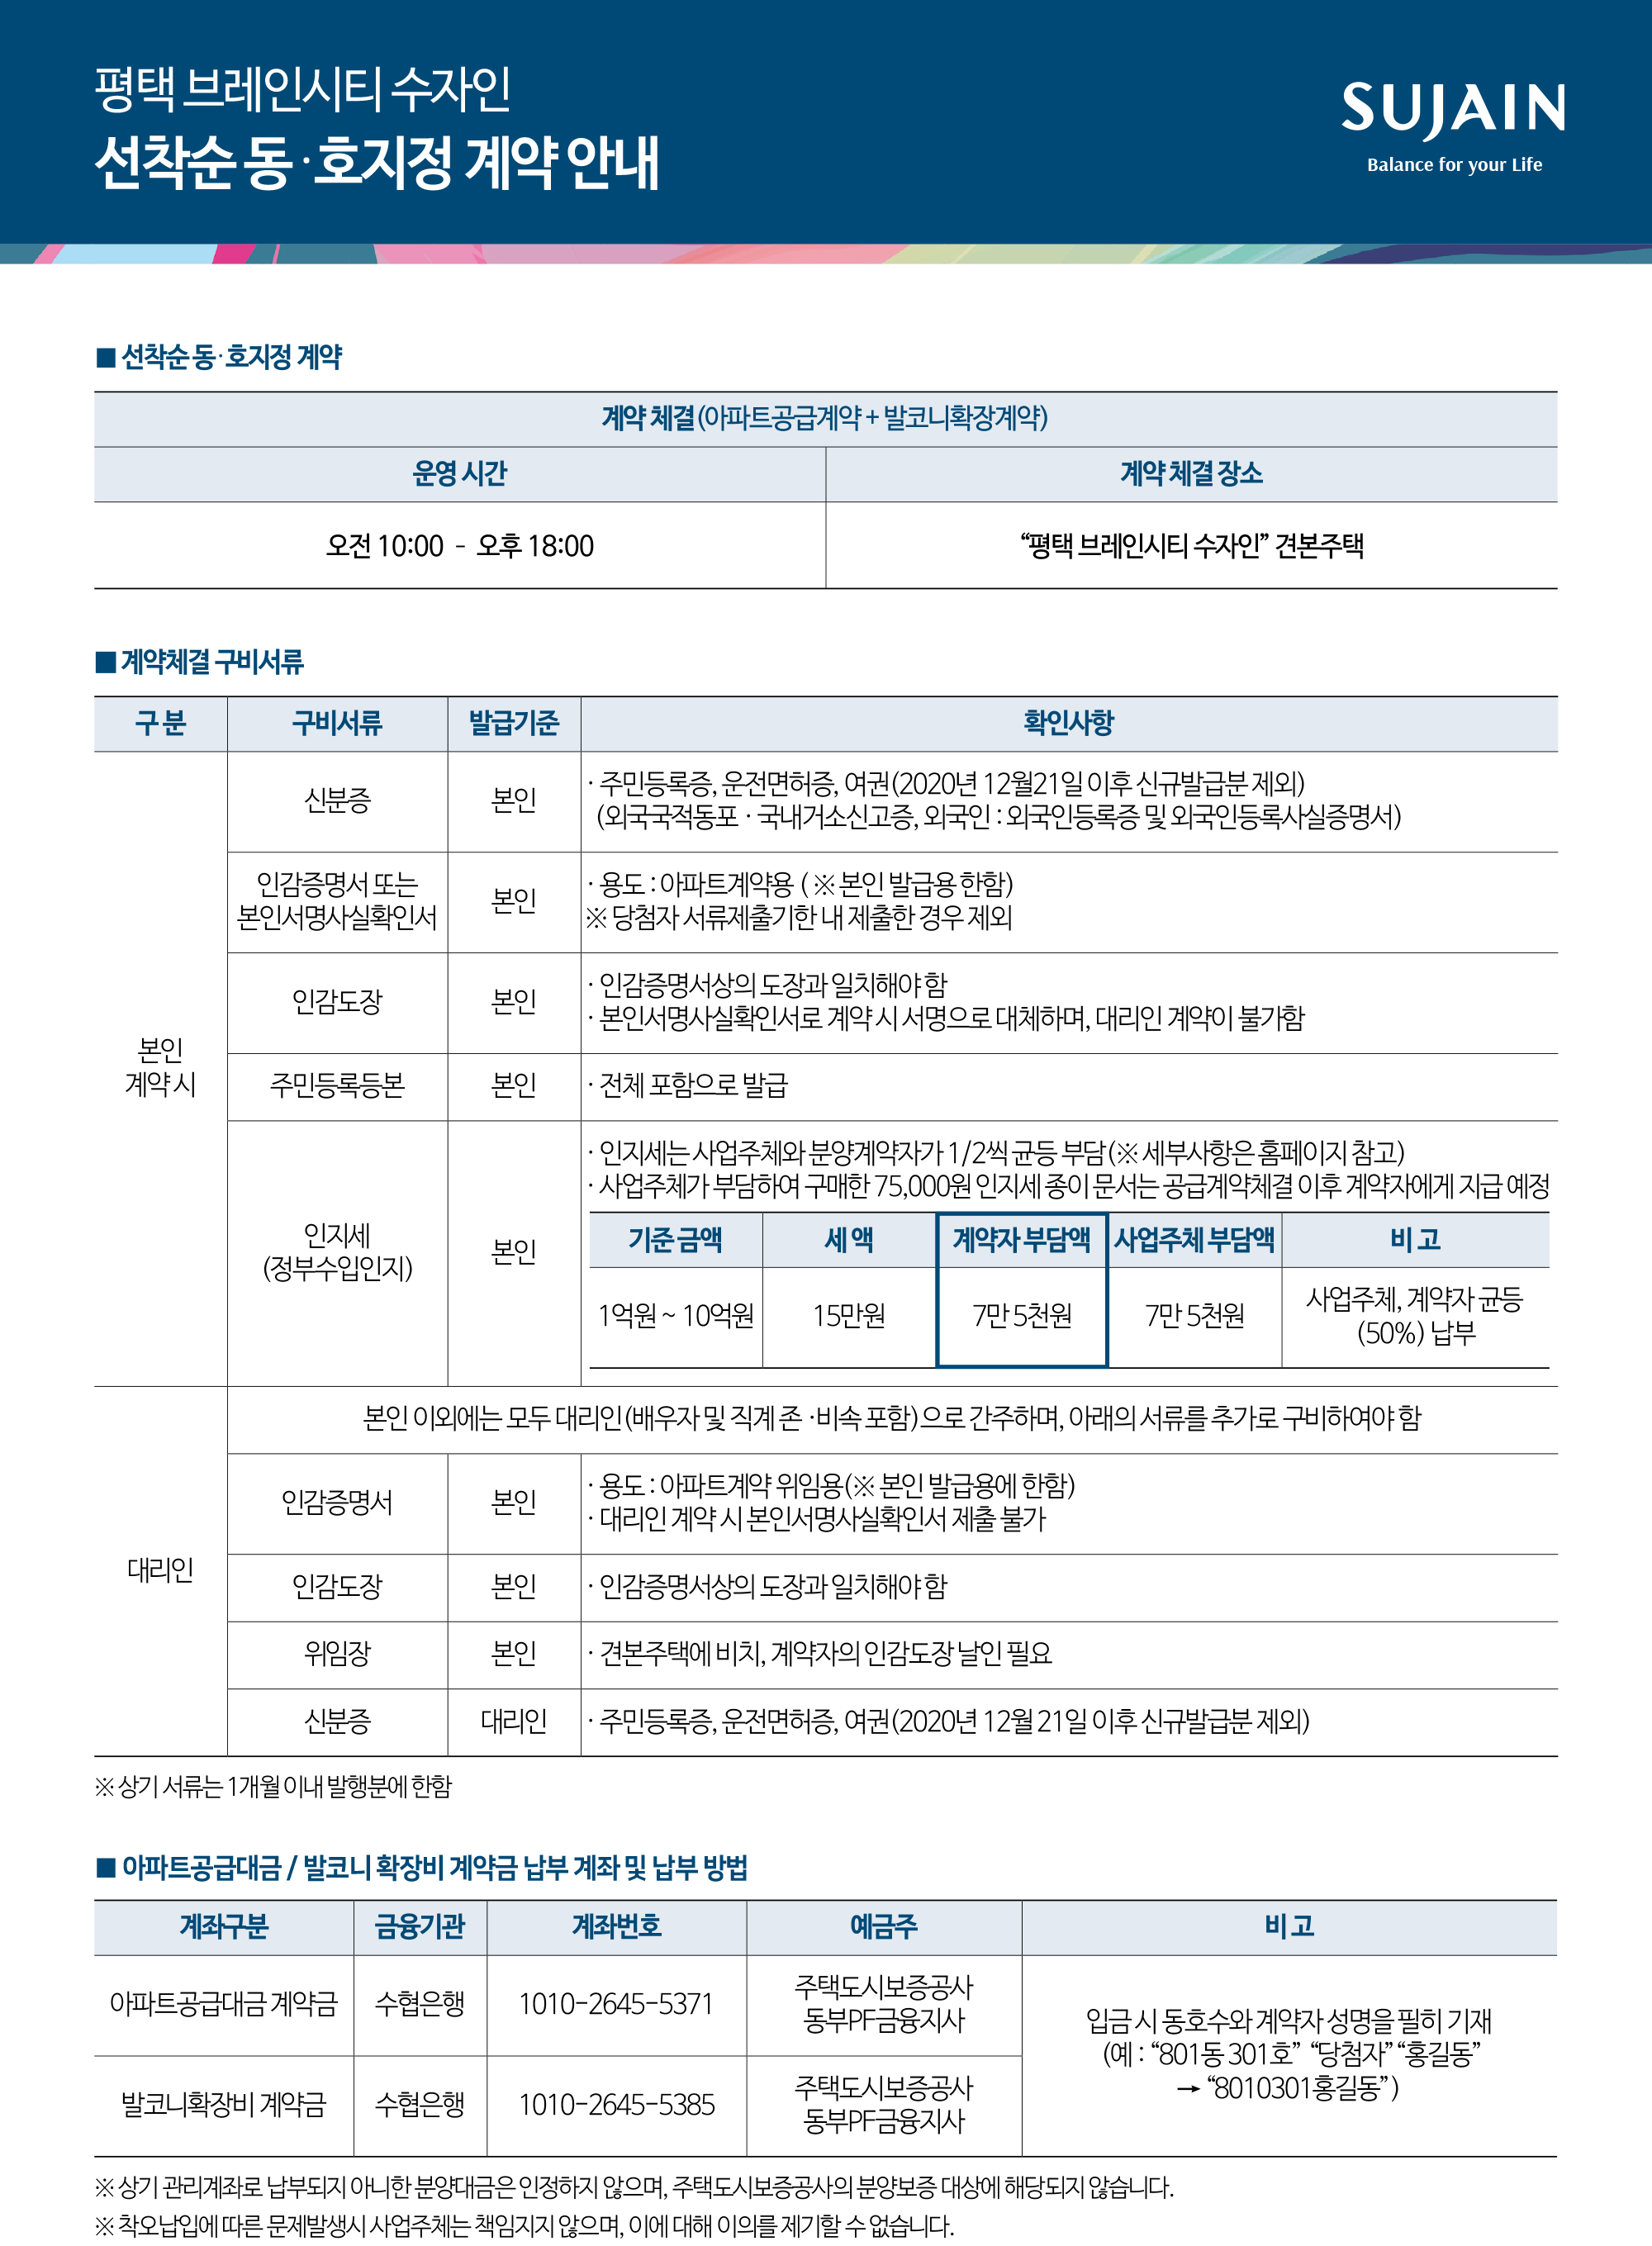 평택 브레인시티 수자인
선착순 동·호지정 계약 안내
SUJAIN
Balance for your Life
■ 선착순 동·호지정 계약
계약 체결(아파트공급계약 + 발코니확장계약)
운영 시간
계약 체결 장소
오전 10:00 - 오후 18:00
“평택 브레인시티 수자인” 견본주택
■ 계약체결 구비서류
구 분
구비서류
발급기준
확인사항
본인
계약 시
신분증
본인
· 주민등록증, 운전면허증, 여권(2020년 12월21일 이후 신규발급분 제외)
(외국국적동포 · 국내거소신고증, 외국인 : 외국인등록증 및 외국인등록사실증명서)
인감증명서 또는
본인서명사실확인서
본인
· 용도 : 아파트계약용 ( ※ 본인 발급용 한함)
※ 당첨자 서류제출기한 내 제출한 경우 제외
인감도장
본인
· 인감증명서상의 도장과 일치해야 함
· 본인서명사실확인서로 계약 시 서명으로 대체하며, 대리인 계약이 불가함
주민등록등본
본인
· 전체 포함으로 발급
인지세
(정부수입인지)
본인
· 인지세는 사업주체와 분양계약자가 1/2씩 균등 부담(※ 세부사항은 홈페이지 참고)
· 사업주체가 부담하여 구매한 75,000원 인지세 종이 문서는 공급계약체결 이후 계약자에게 지급 예정
기준 금액
세 액
계약자 부담액
사업주체 부담액
비 고
1억원 ~ 10억원
15만원
7만 5천원
7만 5천원
사업주체, 계약자 균등
(50%) 납부
대리인
본인 이외에는 모두 대리인(배우자 및 직계 존 ·비속 포함)으로 간주하며, 아래의 서류를 추가로 구비하여야 함
인감증명서
본인
· 용도 : 아파트계약 위임용(※ 본인 발급용에 한함)
· 대리인 계약 시 본인서명사실확인서 제출 불가
인감도장
본인
· 인감증명서상의 도장과 일치해야 함
위임장
본인
· 견본주택에 비치, 계약자의 인감도장 날인 필요
신분증
대리인
· 주민등록증, 운전면허증, 여권(2020년 12월 21일 이후 신규발급분 제외)
※ 상기 서류는 1개월 이내 발행분에 한함
■ 아파트공급대금 / 발코니 확장비 계약금 납부 계좌 및 납부 방법
계좌구분
금융기관
계좌번호
예금주
비 고
아파트공급대금 계약금
수협은행
1010-2645-5371
주택도시보증공사
동부PF금융지사
발코니확장비 계약금
수협은행
1010-2645-5385
주택도시보증공사
동부PF금융지사
입금 시 동호수와 계약자 성명을 필히 기재
(예 : “801동 301호” “당첨자” “홍길동”
→ “8010301홍길동” )
※ 상기 관리계좌로 납부되지 아니한 분양대금은 인정하지 않으며, 주택도시보증공사의 분양보증 대상에 해당되지 않습니다.
※ 착오납입에 따른 문제발생시 사업주체는 책임지지 않으며, 이에 대해 이의를 제기할 수 없습니다.